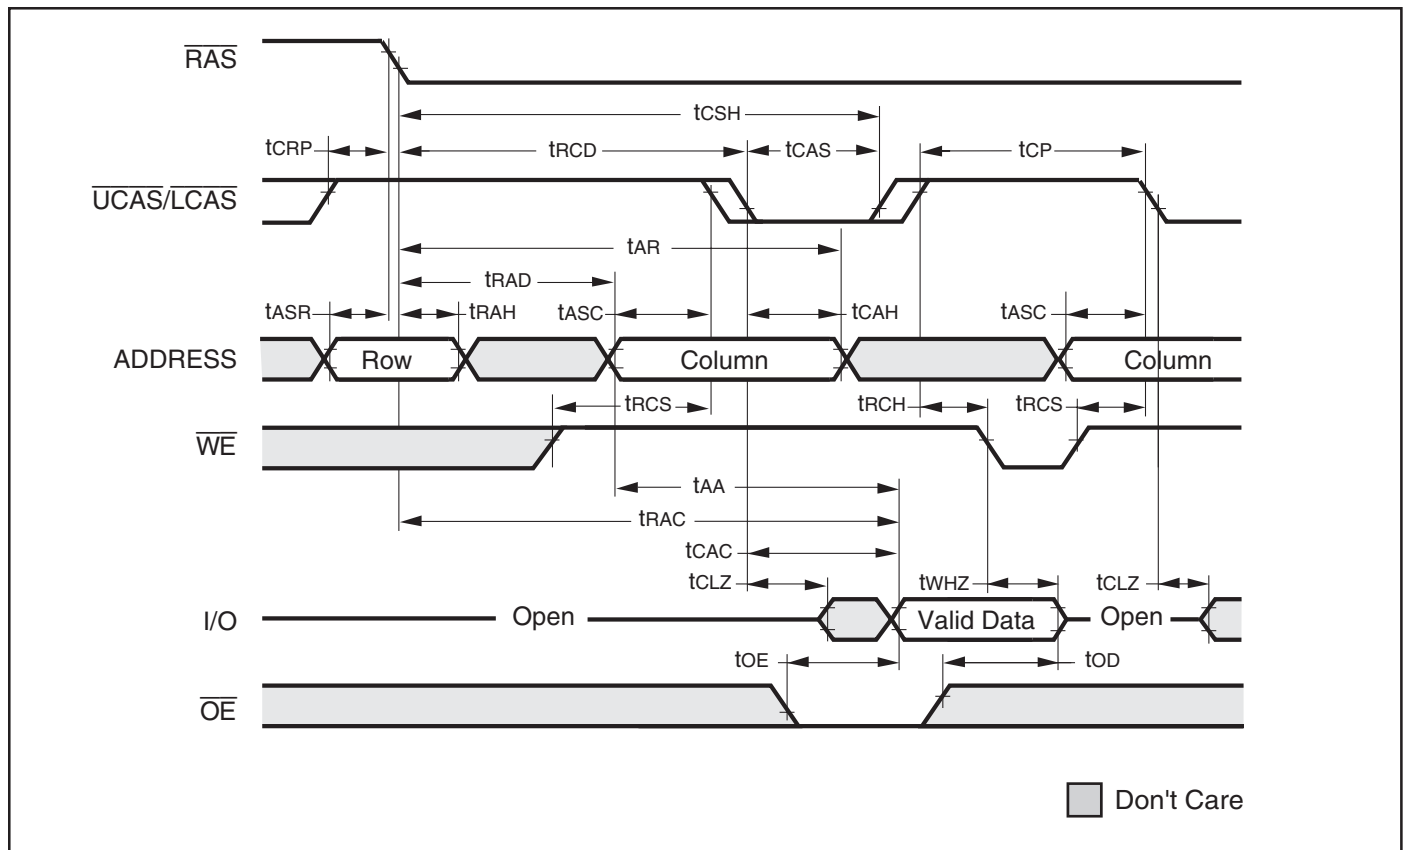 RAS
tCSH
tCRP tRCD tCAS tCP
UCAS/LCAS
tAR
tRAD
tASR tRAH tASC tCAH tASC
ADDRESS Row Column Column
tRCS tRCH tRCS
WE
tAA
tRAC
tCAC
tCLZ tWHZ tCLZ
I/O Open Valid Data Open
tOE tOD
OE
Don't Care